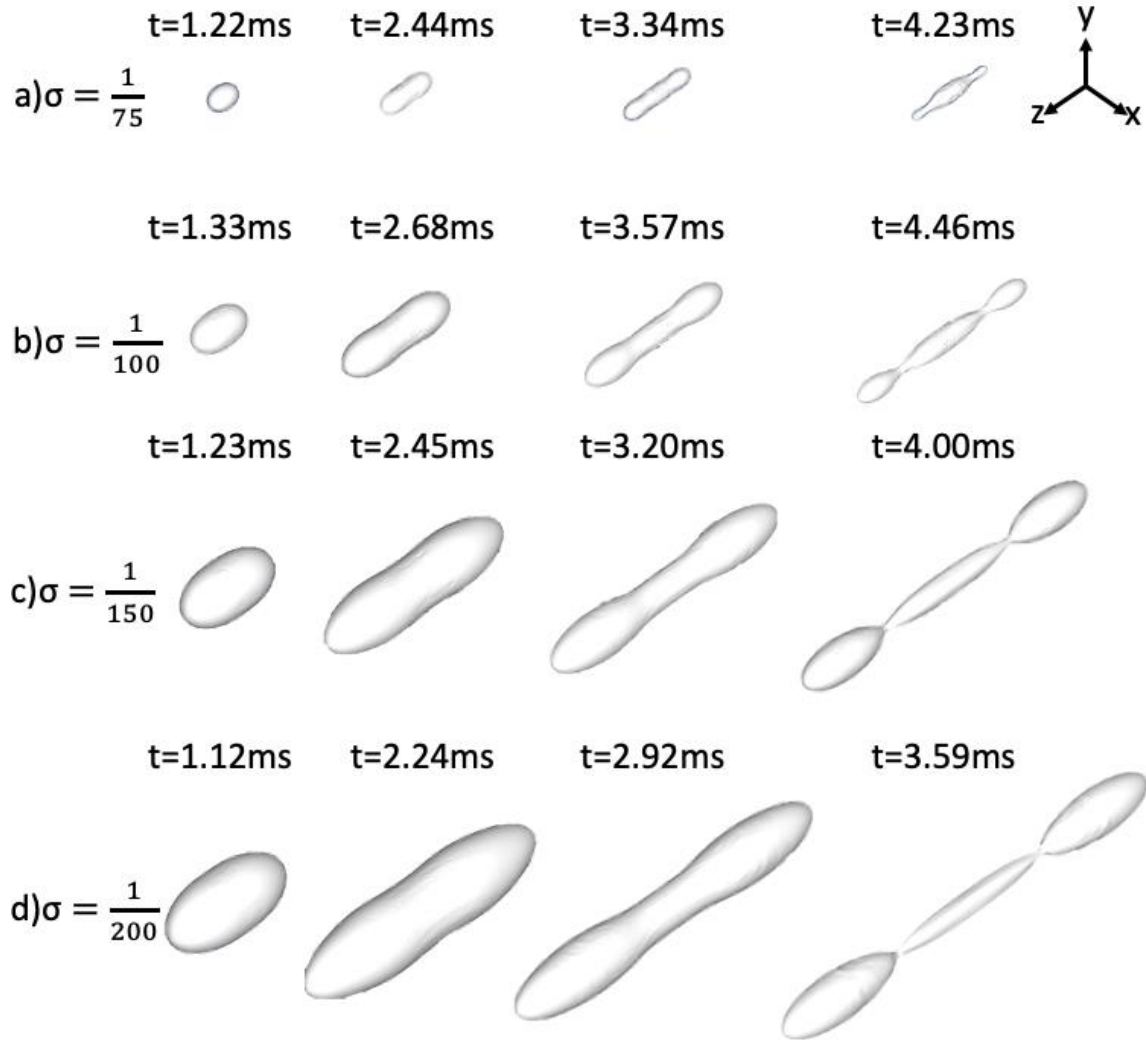 t=1.22ms t=2.44ms t=3.34ms t=4.23ms
y
a)σ = 1/75
z x
t=1.33ms t=2.68ms t=3.57ms t=4.46ms
b)σ = 1/100
t=1.23ms t=2.45ms t=3.20ms t=4.00ms
c)σ = 1/150
t=1.12ms t=2.24ms t=2.92ms t=3.59ms
d)σ = 1/200